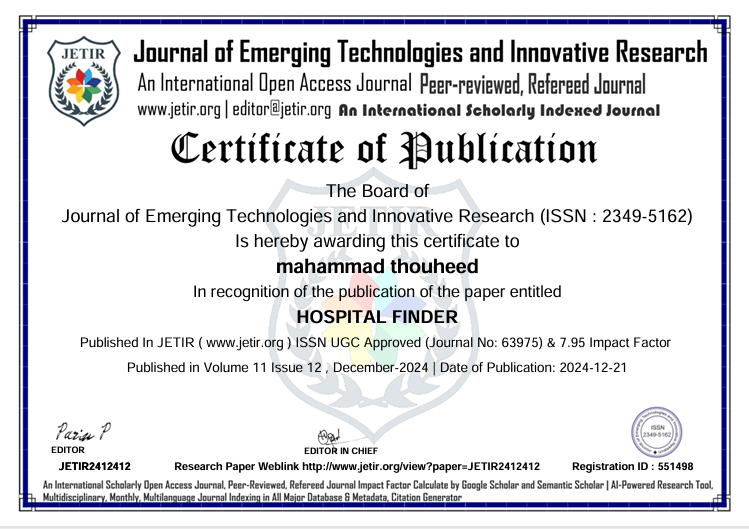 JETIR
Journal of Emerging Technologies and Innovative Research
An International Open Access Journal Peer-reviewed, Refereed Journal
www.jetir.org | editor@jetir.org An International Scholarly Indexed Journal
Certificate of Publication
The Board of
Journal of Emerging Technologies and Innovative Research (ISSN : 2349-5162)
JETIR
Is hereby awarding this certificate to
mahammad thouheed
In recognition of the publication of the paper entitled
HOSPITAL FINDER
Published In JETIR ( www.jetir.org ) ISSN UGC Approved (Journal No: 63975) & 7.95 Impact Factor
Published in Volume 11 Issue 12 , December-2024 | Date of Publication: 2024-12-21
EDITOR
EDITOR IN CHIEF
ISSN
2349-5162
JETIR2412412
Research Paper Weblink http://www.jetir.org/view?paper=JETIR2412412
Registration ID : 551498
An International Scholarly Open Access Journal, Peer-Reviewed, Refereed Journal Impact Factor Calculate by Google Scholar and Semantic Scholar | AI-Powered Research Tool,
Multidisciplinary, Monthly, Multilanguage Journal Indexing in All Major Database & Metadata, Citation Generator